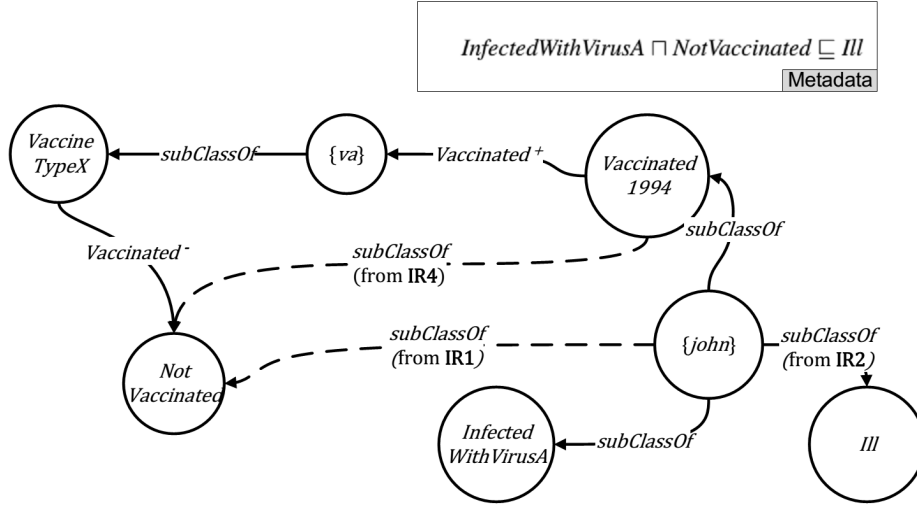 InfectedWithVirusA ⊓ NotVaccinated ⊑ Ill
Metadata
Vaccine
TypeX
subClassOf
{va}
Vaccinated⁺
Vaccinated
1994
subClassOf
Vaccinated⁻
subClassOf
(from IR4)
Not
Vaccinated
subClassOf
(from IR1)
{john}
subClassOf
(from IR2)
Infected
WithVirusA
subClassOf
Ill